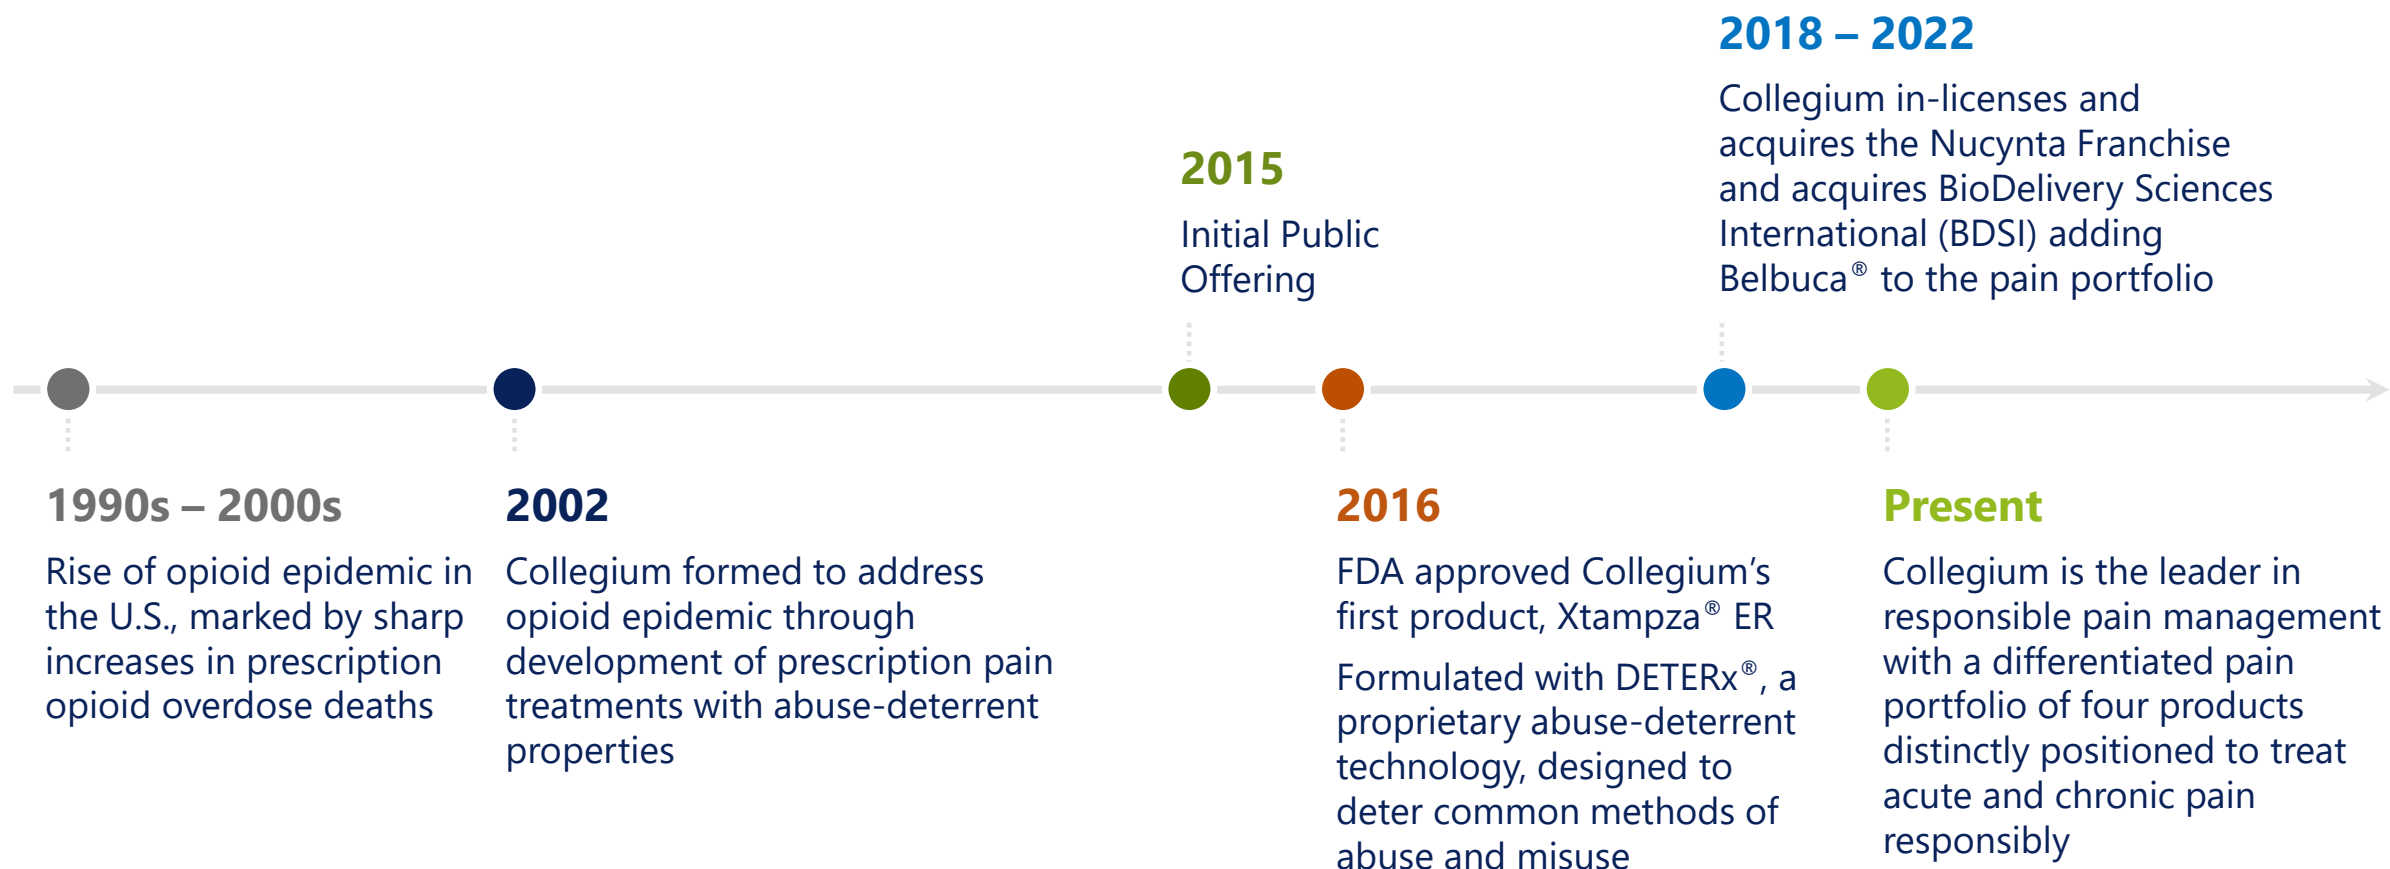 2018 – 2022
Collegium in-licenses and
acquires the Nucynta Franchise
and acquires BioDelivery Sciences
International (BDSI) adding
Belbuca® to the pain portfolio
2015
Initial Public
Offering
1990s – 2000s
Rise of opioid epidemic in
the U.S., marked by sharp
increases in prescription
opioid overdose deaths
2002
Collegium formed to address
opioid epidemic through
development of prescription pain
treatments with abuse-deterrent
properties
2016
FDA approved Collegium’s
first product, Xtampza® ER
Formulated with DETERx®, a
proprietary abuse-deterrent
technology, designed to
deter common methods of
abuse and misuse
Present
Collegium is the leader in
responsible pain management
with a differentiated pain
portfolio of four products
distinctly positioned to treat
acute and chronic pain
responsibly